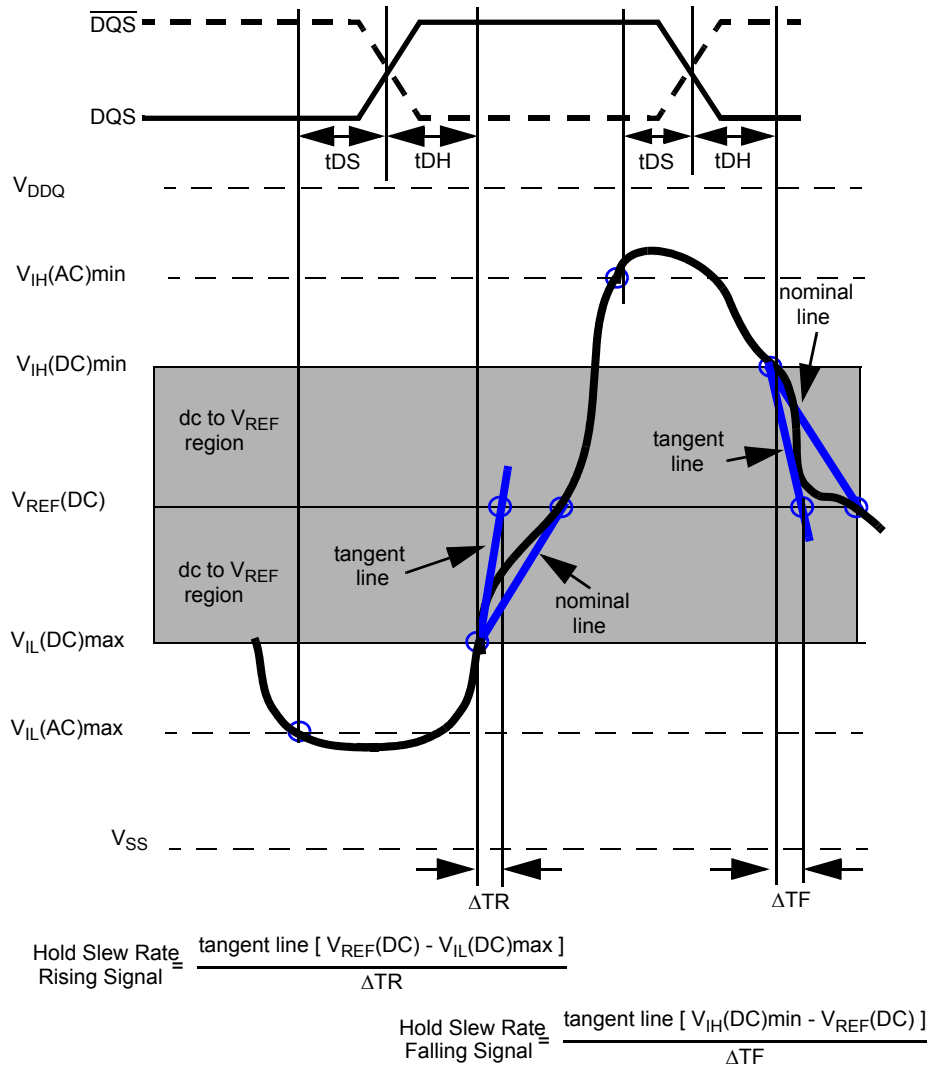 DQS
DQS
tDS tDH tDS tDH
VDDQ
VIH(AC)min
nominal
line
VIH(DC)min
dc to VREF
region
tangent
line
VREF(DC)
tangent
line
dc to VREF
region
nominal
line
VIL(DC)max
VIL(AC)max
VSS
ΔTR ΔTF
Hold Slew Rate
Rising Signal
=
tangent line [ VREF(DC) - VIL(DC)max ]
ΔTR
Hold Slew Rate
Falling Signal
=
tangent line [ VIH(DC)min - VREF(DC) ]
ΔTF